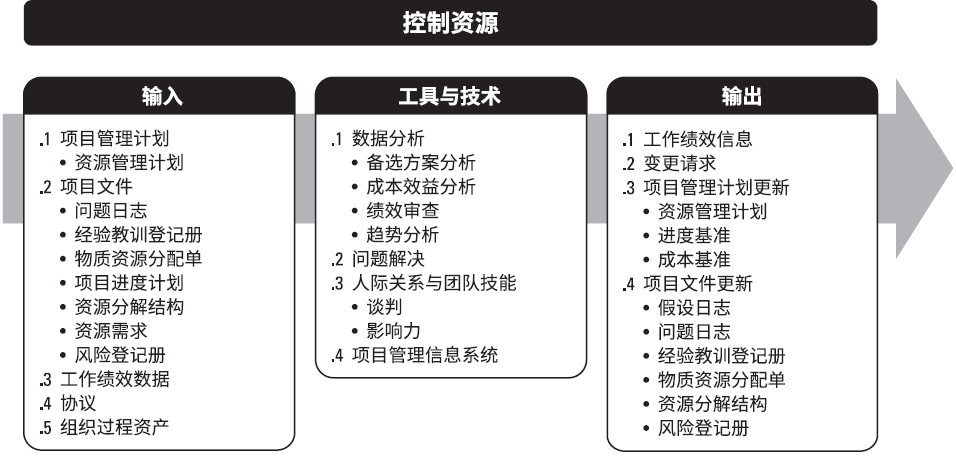 控制资源
输入
.1 项目管理计划
• 资源管理计划
.2 项目文件
• 问题日志
• 经验教训登记册
• 物质资源分配单
• 项目进度计划
• 资源分解结构
• 资源需求
• 风险登记册
.3 工作绩效数据
.4 协议
.5 组织过程资产
工具与技术
.1 数据分析
• 备选方案分析
• 成本效益分析
• 绩效审查
• 趋势分析
.2 问题解决
.3 人际关系与团队技能
• 谈判
• 影响力
.4 项目管理信息系统
输出
.1 工作绩效信息
.2 变更请求
.3 项目管理计划更新
• 资源管理计划
• 进度基准
• 成本基准
.4 项目文件更新
• 假设日志
• 问题日志
• 经验教训登记册
• 物质资源分配单
• 资源分解结构
• 风险登记册